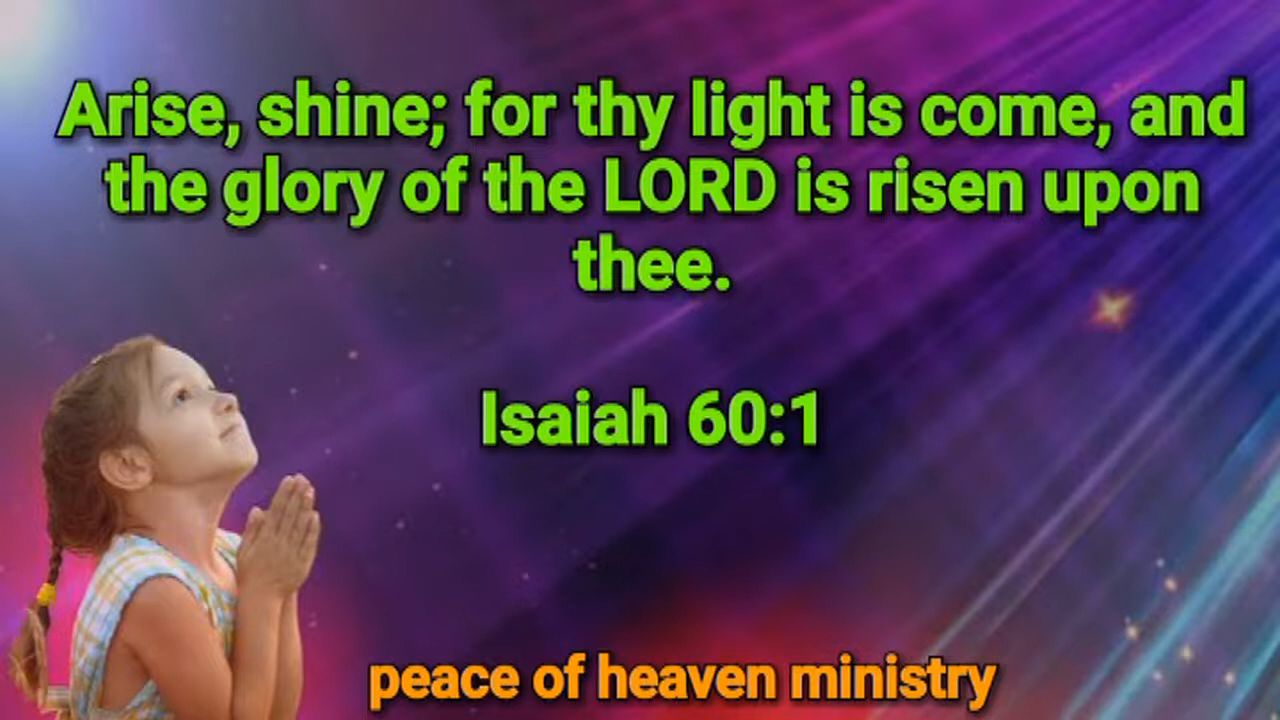 Arise, shine; for thy light is come, and
the glory of the LORD is risen upon
thee.
Isaiah 60:1
peace of heaven ministry